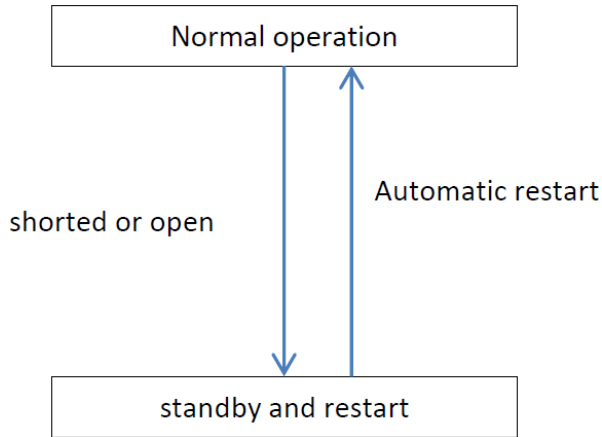 Normal operation
Automatic restart
shorted or open
standby and restart